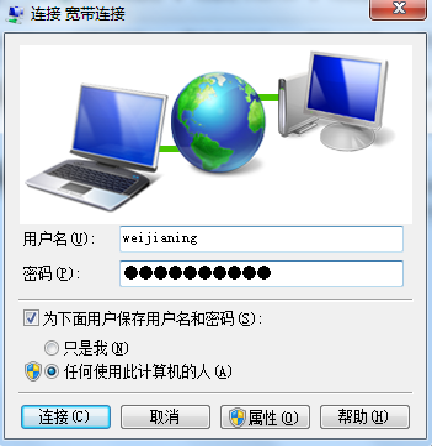 连接 宽带连接
用户名(U):
weijianing
密码(P):
●●●●●●●●●●
为下面用户保存用户名和密码(S):
只是我(N)
任何使用此计算机的人(A)
连接(C) 取消 属性(O) 帮助(H)